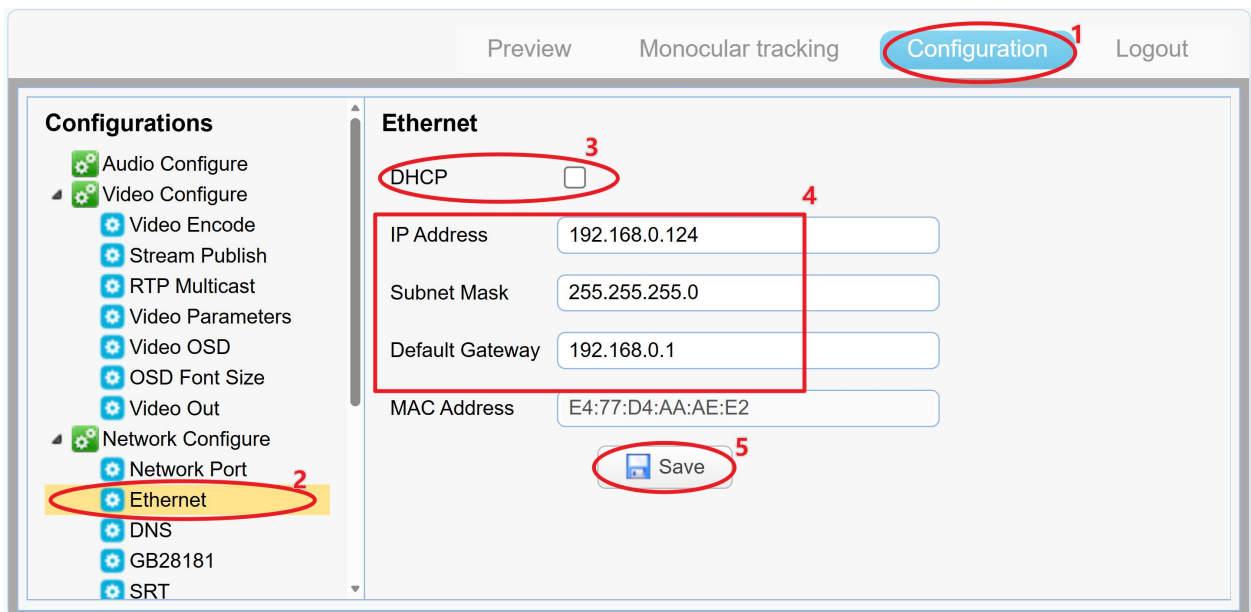 Preview Monocular tracking Configuration 1 Logout
Configurations
Audio Configure
Video Configure
Video Encode
Stream Publish
RTP Multicast
Video Parameters
Video OSD
OSD Font Size
Video Out
Network Configure
Network Port
2
Ethernet
DNS
GB28181
SRT
Ethernet
3
DHCP
4
IP Address 192.168.0.124
Subnet Mask 255.255.255.0
Default Gateway 192.168.0.1
MAC Address E4:77:D4:AA:AE:E2
5
Save